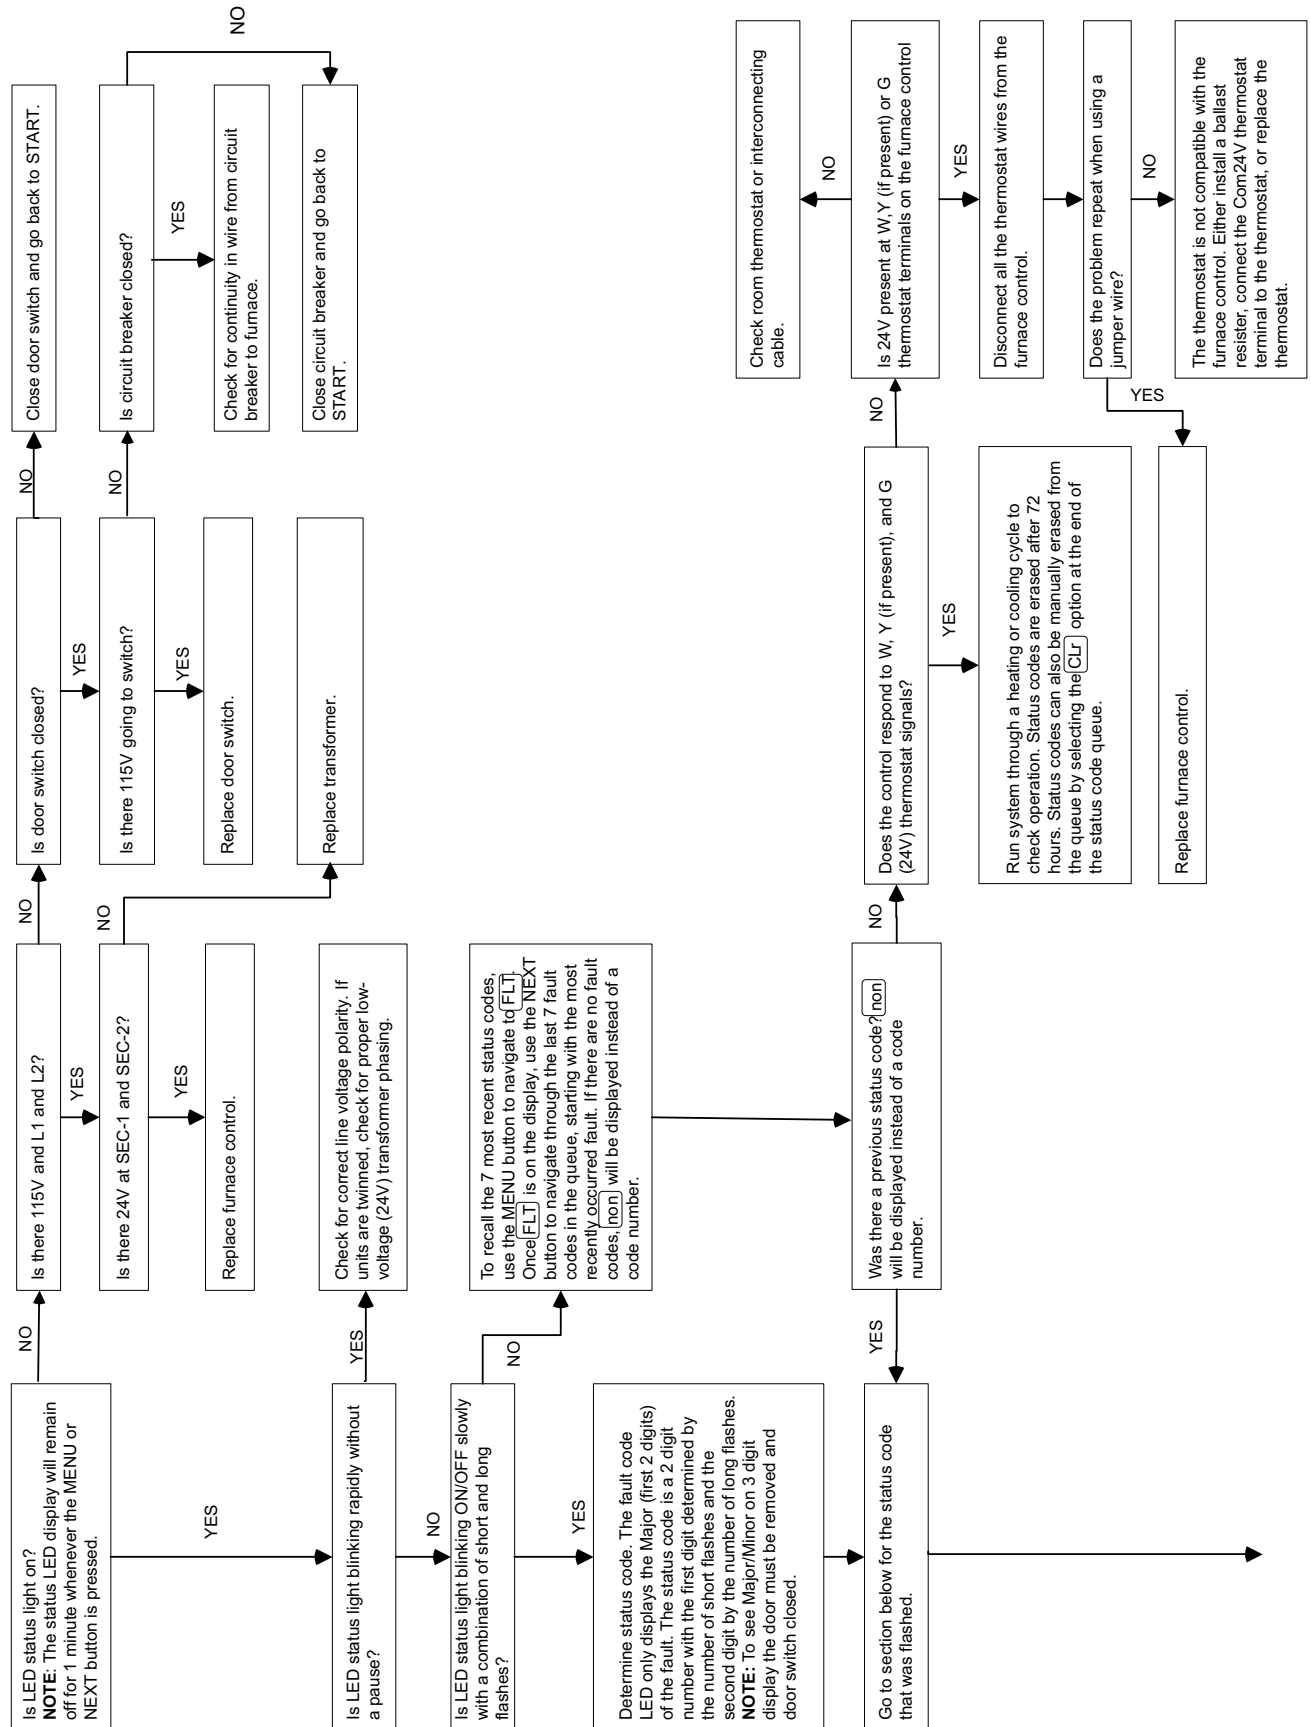 Is LED status light on?
NOTE: The status LED display will remain
off for 1 minute whenever the MENU or
NEXT button is pressed.
NO
YES
Is there 115V and L1 and L2?
NO
YES
Is door switch closed?
NO
YES
Close door switch and go back to START.
Is there 24V at SEC-1 and SEC-2?
NO
YES
Is there 115V going to switch?
NO
YES
Is circuit breaker closed?
NO
YES
Replace furnace control.
Replace door switch.
Check for continuity in wire from circuit
breaker to furnace.
Replace transformer.
Close circuit breaker and go back to
START.
Is LED status light blinking rapidly without
a pause?
YES
NO
Check for correct line voltage polarity. If
units are twinned, check for proper low-
voltage (24V) transformer phasing.
Is LED status light blinking ON/OFF slowly
with a combination of short and long
flashes?
NO
YES
To recall the 7 most recent status codes,
use the MENU button to navigate to FLT.
Once FLT is on the display, use the NEXT
button to navigate through the last 7 fault
codes in the queue, starting with the most
recently occurred fault. If there are no fault
codes, non will be displayed instead of a
code number.
Determine status code. The fault code
LED only displays the Major (first 2 digits)
of the fault. The status code is a 2 digit
number with the first digit determined by
the number of short flashes and the
second digit by the number of long flashes.
NOTE: To see Major/Minor on 3 digit
display the door must be removed and
door switch closed.
Go to section below for the status code
that was flashed.
YES
Was there a previous status code? non
will be displayed instead of a code
number.
NO
Does the control respond to W, Y (if present), and G
(24V) thermostat signals?
NO
YES
Check room thermostat or interconnecting
cable.
NO
Is 24V present at W,Y (if present) or G
thermostat terminals on the furnace control
YES
Disconnect all the thermostat wires from the
furnace control.
Run system through a heating or cooling cycle to
check operation. Status codes are erased after 72
hours. Status codes can also be manually erased from
the queue by selecting the CLr option at the end of
the status code queue.
Does the problem repeat when using a
jumper wire?
YES
NO
Replace furnace control.
The thermostat is not compatible with the
furnace control. Either install a ballast
resister, connect the Com24V thermostat
terminal to the thermostat, or replace the
thermostat.